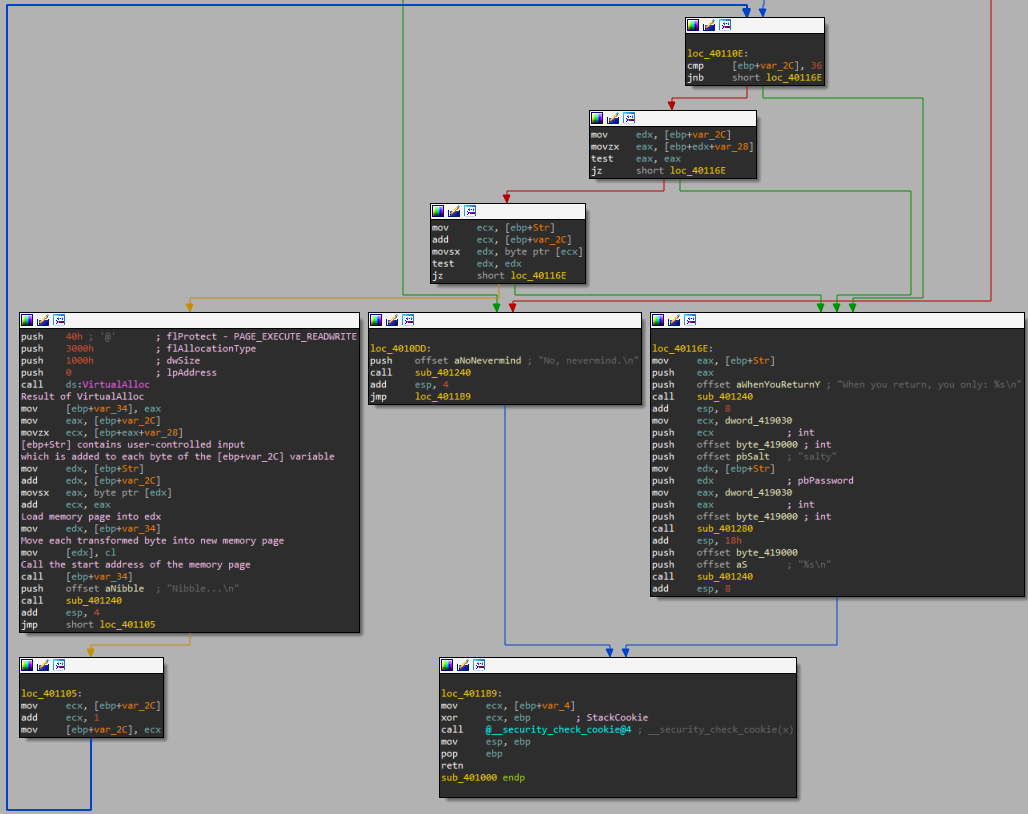 loc_40110E:
cmp     [ebp+var_2C], 36
jnb     short loc_40116E
mov     edx, [ebp+var_2C]
movzx   eax, [ebp+edx+var_28]
test    eax, eax
jz      short loc_40116E
mov     ecx, [ebp+Str]
add     ecx, [ebp+var_2C]
movsx   edx, byte ptr [ecx]
test    edx, edx
jz      short loc_40116E
push    40h ; '@'       ; flProtect - PAGE_EXECUTE_READWRITE
push    3000h           ; flAllocationType
push    1000h           ; dwSize
push    0               ; lpAddress
call    ds:VirtualAlloc
Result of VirtualAlloc
mov     [ebp+var_34], eax
mov     eax, [ebp+var_2C]
movzx   ecx, [ebp+eax+var_28]
[ebp+Str] contains user-controlled input
which is added to each byte of the [ebp+var_2C] variable
mov     edx, [ebp+Str]
add     edx, [ebp+var_2C]
movsx   eax, byte ptr [edx]
add     ecx, eax
Load memory page into edx
mov     edx, [ebp+var_34]
Move each transformed byte into new memory page
mov     [edx], cl
Call the start address of the memory page
call    [ebp+var_34]
push    offset aNibble  ; "Nibble...\n"
call    sub_401240
add     esp, 4
jmp     short loc_401105
loc_4010DD:
push    offset aNoNevermind ; "No, nevermind.\n"
call    sub_401240
add     esp, 4
jmp     loc_4011B9
loc_40116E:
mov     eax, [ebp+Str]
push    eax
push    offset aWhenYouReturnY ; "When you return, you only: %s\n"
call    sub_401240
add     esp, 8
mov     ecx, dword_419030
push    ecx             ; int
push    offset byte_419000 ; int
push    offset pbSalt   ; "salty"
mov     edx, [ebp+Str]
push    edx             ; pbPassword
mov     eax, dword_419030
push    eax             ; int
push    offset byte_419000 ; int
call    sub_401280
add     esp, 18h
push    offset byte_419000
push    offset aS       ; "%s\n"
call    sub_401240
add     esp, 8
loc_401105:
mov     ecx, [ebp+var_2C]
add     ecx, 1
mov     [ebp+var_2C], ecx
loc_4011B9:
mov     ecx, [ebp+var_4]
xor     ecx, ebp        ; StackCookie
call    @__security_check_cookie@4 ; __security_check_cookie(x)
mov     esp, ebp
pop     ebp
retn
sub_401000 endp